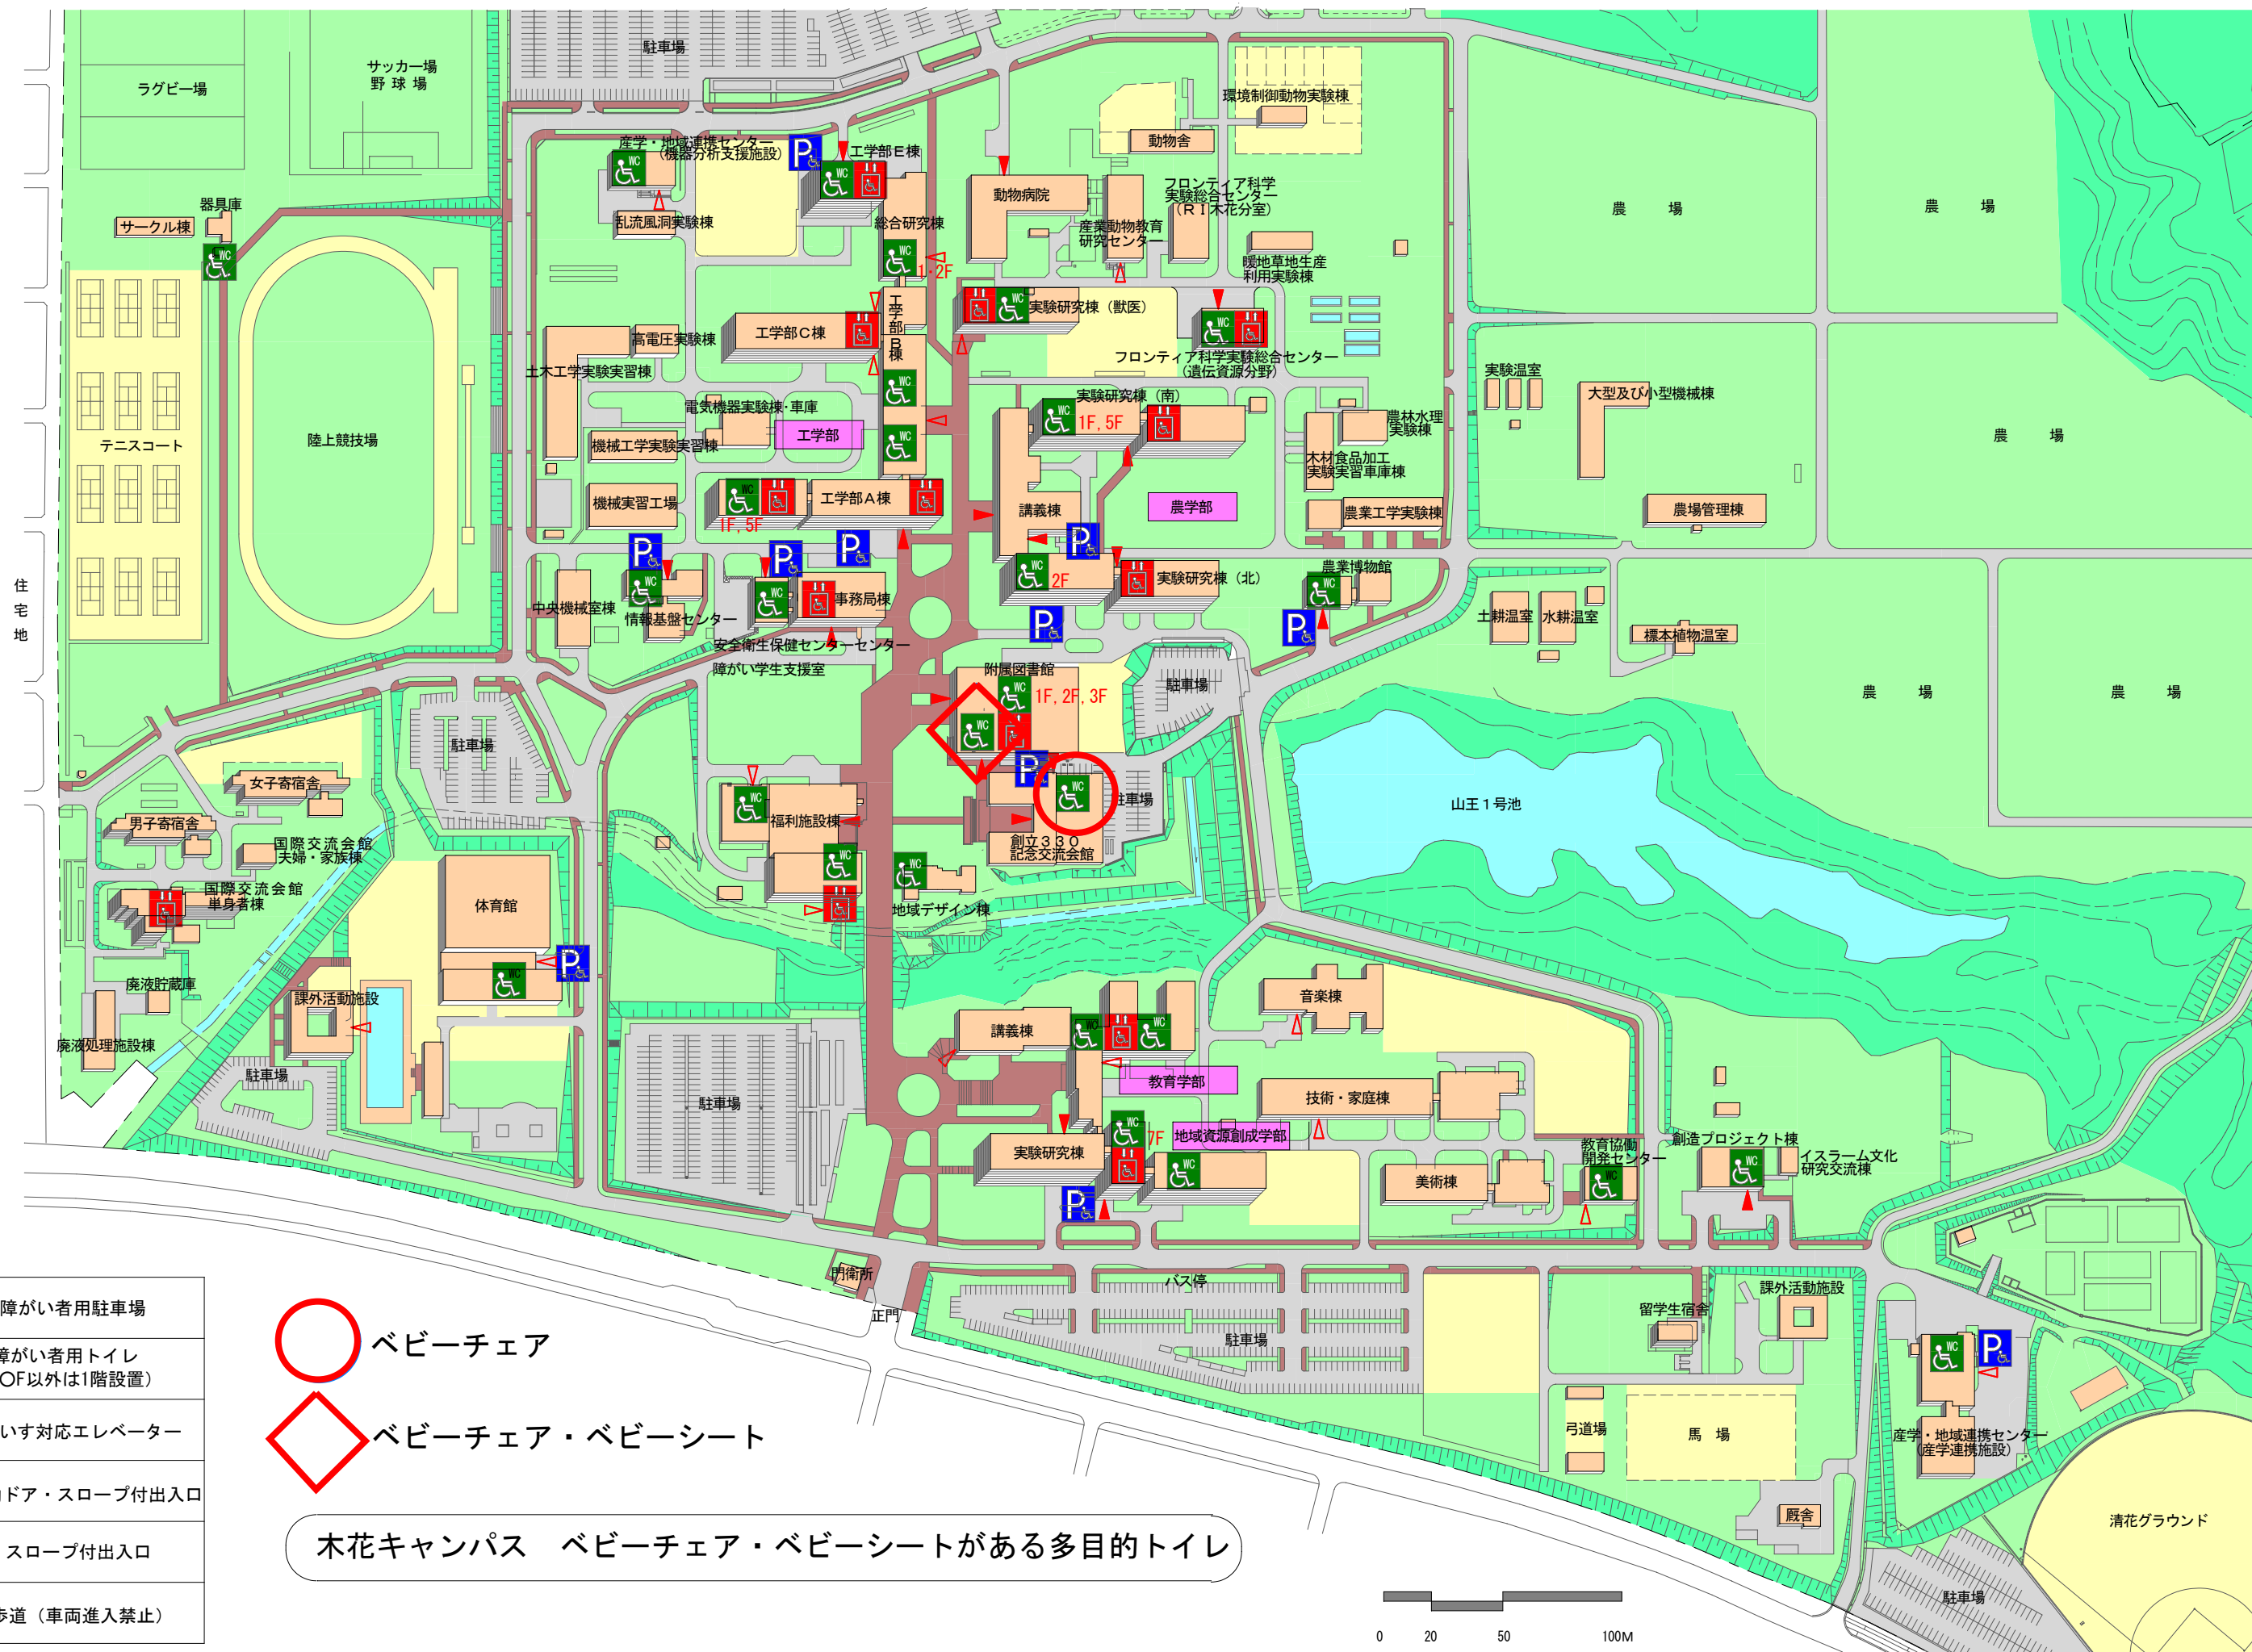 駐車場
サッカー場
野球場
ラグビー場
環境制御動物実験棟
動物舎
産学・地域連携センター
（機器分析支援施設）
工学部Ｅ棟
動物病院
フロンティア科学
実験総合センター
（ＲＩ木花分室）
器具庫
サークル棟
乱流風洞実験棟
総合研究棟
1・2F
産業動物教育
研究センター
暖地草地生産
利用実験棟
農　場
農　場
実験研究棟（獣医）
工学部Ｂ棟
工学部Ｃ棟
高電圧実験棟
土木工学実験実習棟
フロンティア科学実験総合センター
（遺伝資源分野）
実験温室
大型及び小型機械棟
実験研究棟（南）
1F, 5F
電気機器実験棟・車庫
工学部
機械工学実験実習棟
農林水理
実験棟
木材食品加工
実験実習車庫棟
農　場
テニスコート
陸上競技場
機械実習工場
工学部Ａ棟
1F, 5F
講義棟
農学部
農業工学実験棟
農場管理棟
住宅地
中央機械室棟
情報基盤センター
事務局棟
2F
実験研究棟（北）
農業博物館
土耕温室
水耕温室
標本植物温室
安全衛生保健センターセンター
障がい学生支援室
附属図書館
1F, 2F, 3F
駐車場
農　場
農　場
駐車場
女子寄宿舎
男子寄宿舎
国際交流会館
夫婦・家族棟
福利施設棟
駐車場
創立３３０
記念交流会館
山王１号池
国際交流会館
単身者棟
体育館
地域デザイン棟
廃液貯蔵庫
課外活動施設
廃液処理施設棟
駐車場
駐車場
講義棟
音楽棟
教育学部
技術・家庭棟
実験研究棟
7F
地域資源創成学部
美術棟
教育協働
開発センター
創造プロジェクト棟
イスラーム文化
研究交流棟
門衛所
正門
バス停
駐車場
留学生宿舎
課外活動施設
弓道場
馬　場
産学・地域連携センター
（産学連携施設）
厩舎
清花グラウンド
駐車場
障がい者用駐車場
障がい者用トイレ
〇F以外は1階設置）
いす対応エレベーター
ドア・スロープ付出入口
スロープ付出入口
歩道（車両進入禁止）
ベビーチェア
ベビーチェア・ベビーシート
木花キャンパス　ベビーチェア・ベビーシートがある多目的トイレ
0 20 50 100M